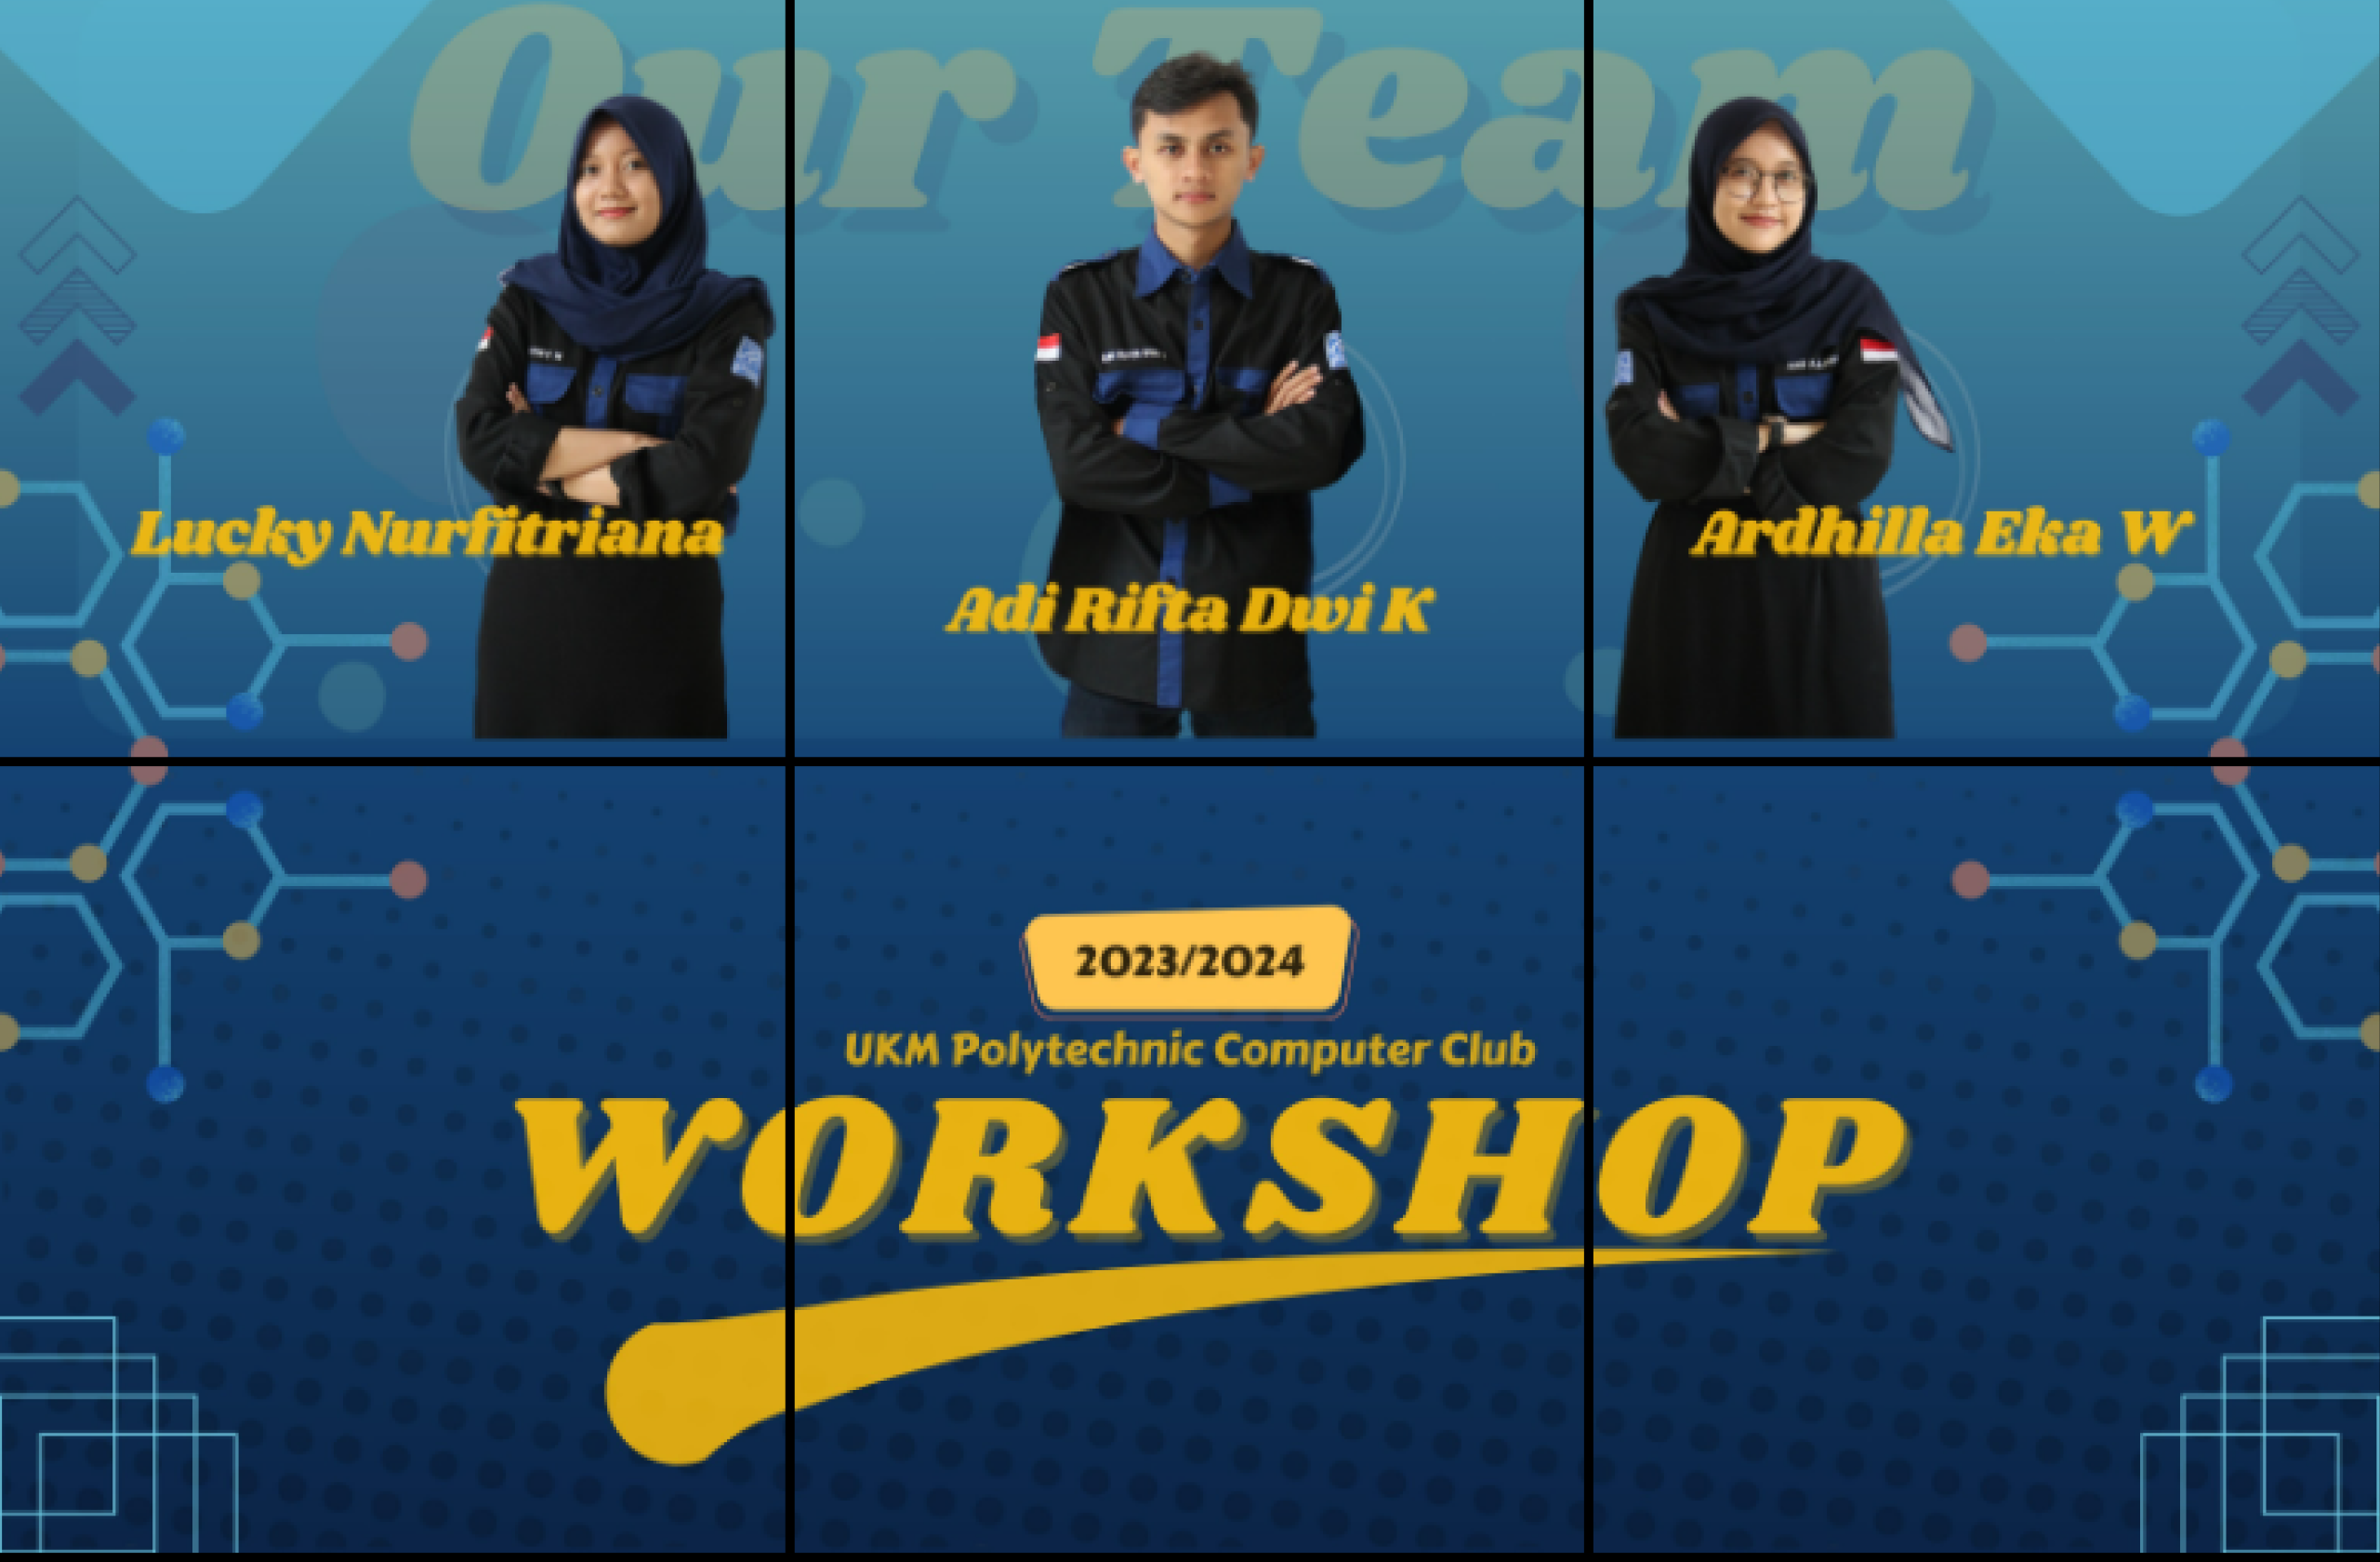 Our Team
Lucky Nurfitriana
Ardhilla Eka W
Adi Rifta Dwi K
2023/2024
UKM Polytechnic Computer Club
WORKSHOP